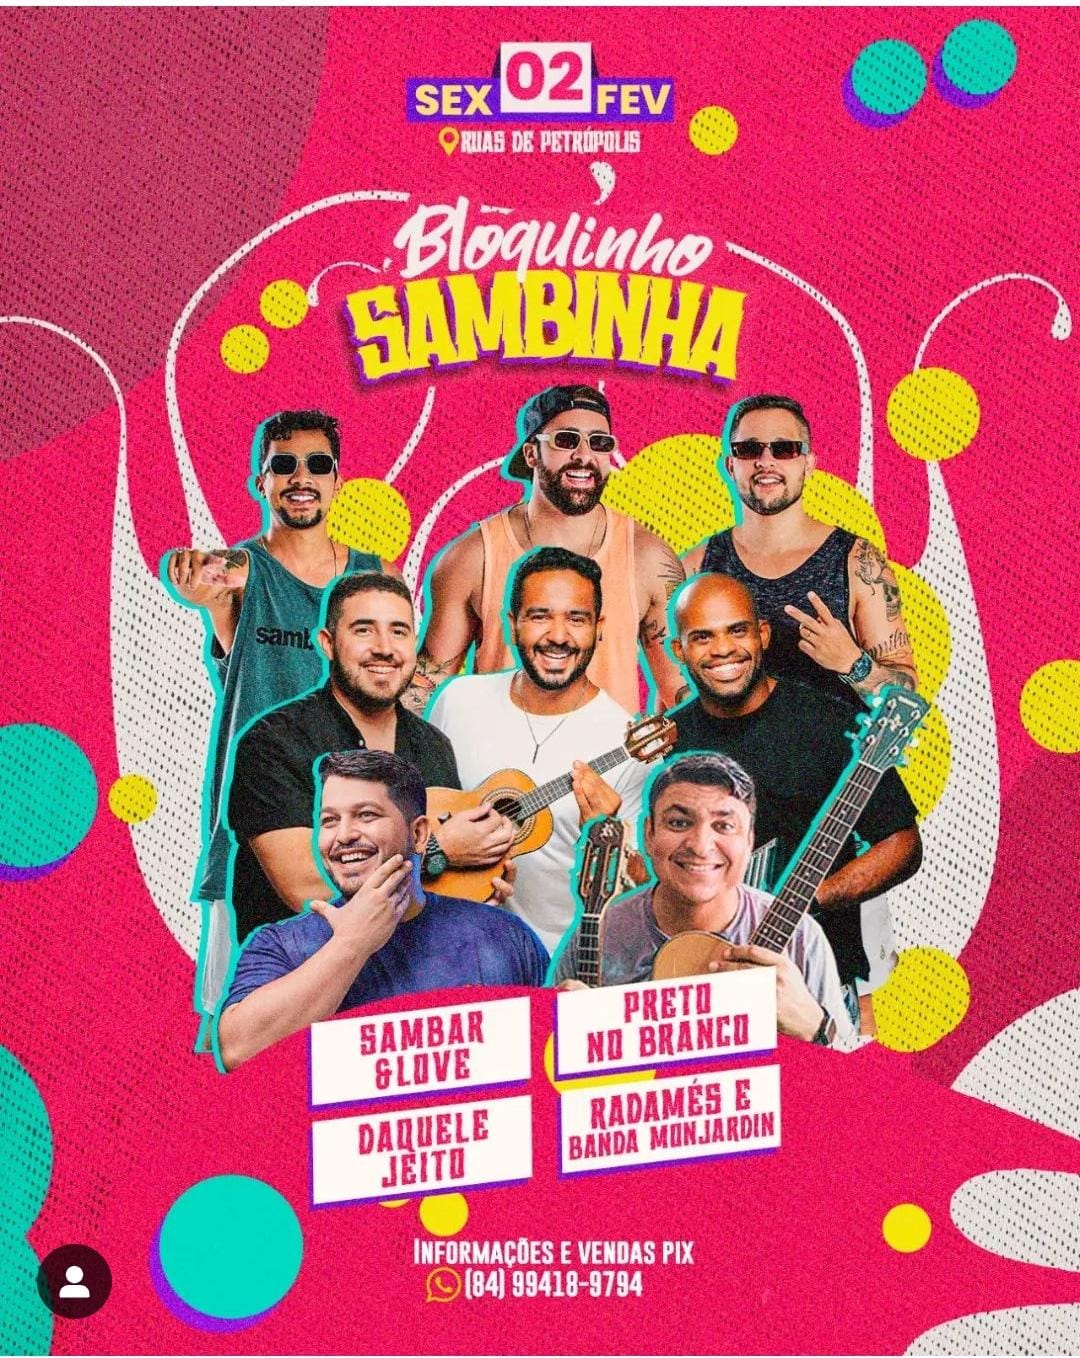 SEX 02 FEV
RUAS DE PETRÓPOLIS
Bloquinho
SAMBINHA
samb
SAMBAR
&LOVE
PRETO
NO BRANCO
DAQUELE
JEITO
RADAMÉS E
BANDA MONJARDIN
INFORMAÇÕES E VENDAS PIX
(84) 99418-9794